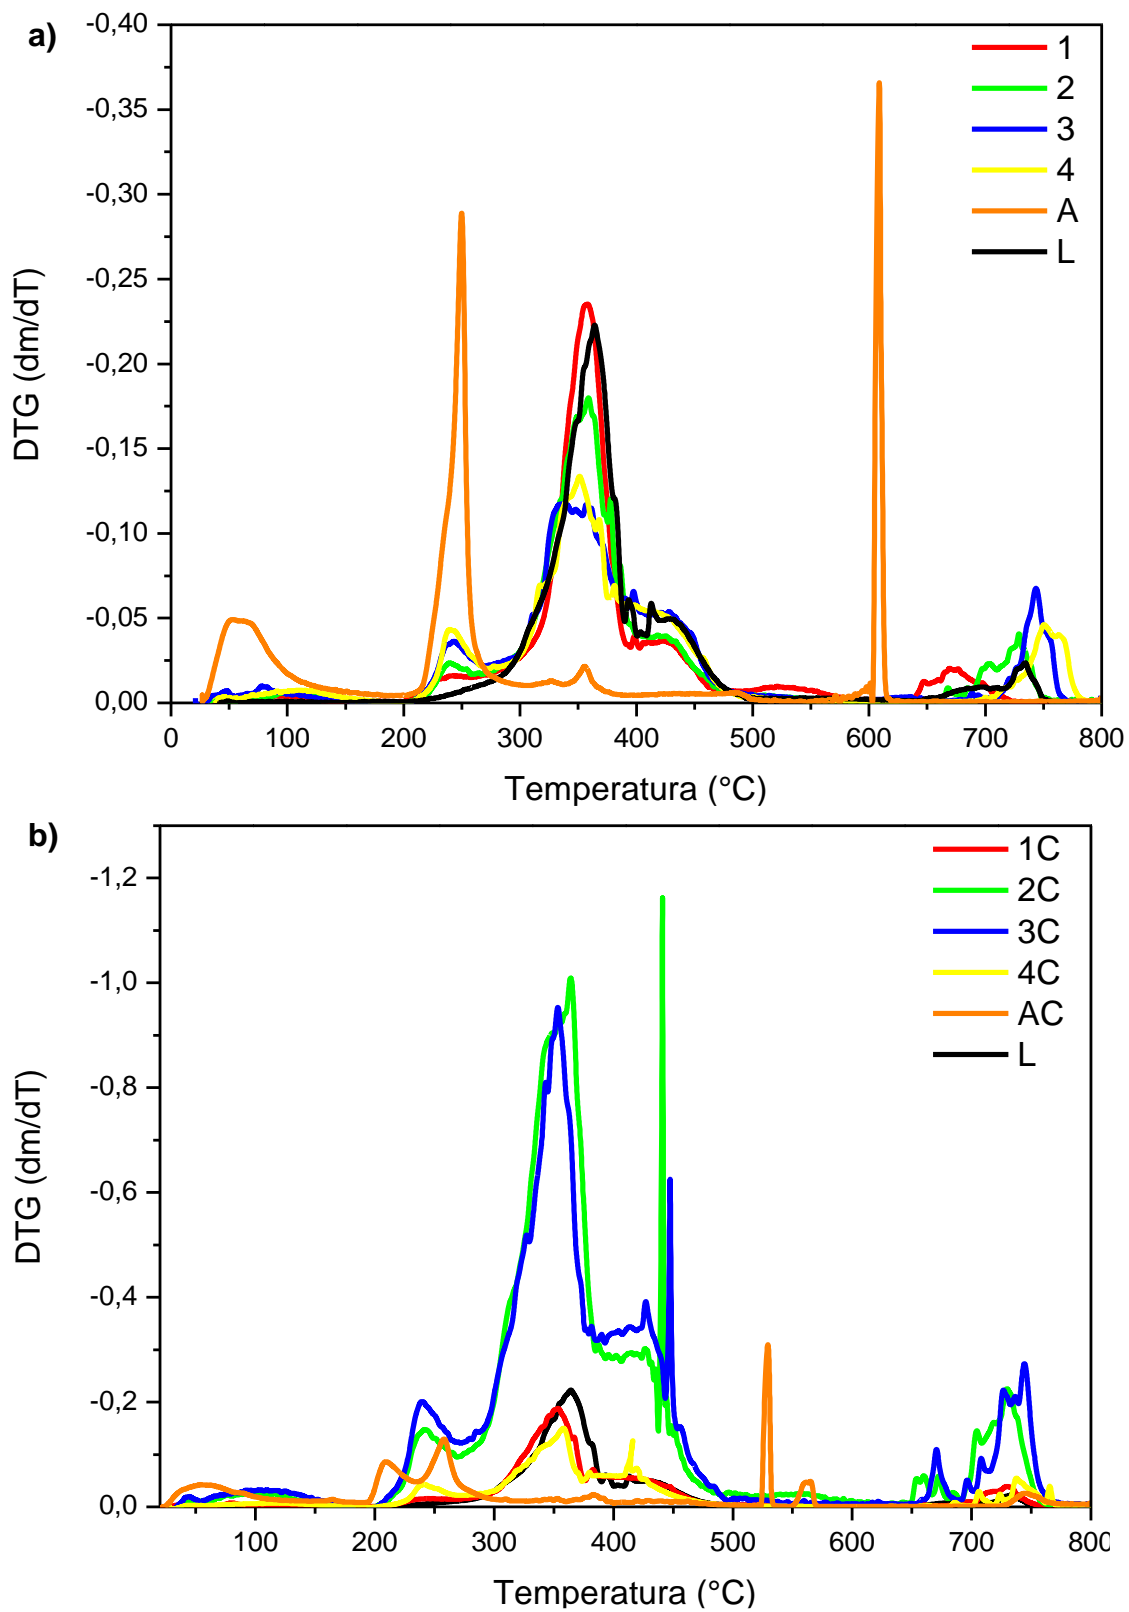 a)
-0,40
-0,35
-0,30
-0,25
-0,20
-0,15
-0,10
-0,05
0,00
DTG (dm/dT)
0 100 200 300 400 500 600 700 800
Temperatura (°C)
1
2
3
4
A
L
b)
-1,2
-1,0
-0,8
-0,6
-0,4
-0,2
0,0
DTG (dm/dT)
100 200 300 400 500 600 700 800
Temperatura (°C)
1C
2C
3C
4C
AC
L